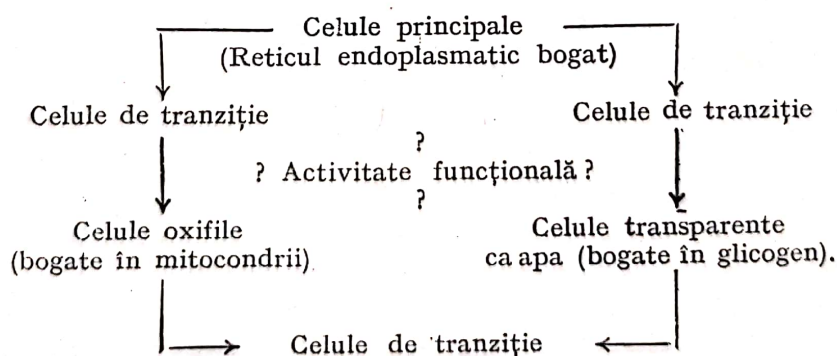 Celule principale
(Reticul endoplasmatic bogat)
Celule de tranziție
Celule de tranziție
?
? Activitate funcțională ?
?
Celule oxifile
(bogate în mitocondrii)
Celule transparente
ca apa (bogate în glicogen).
Celule de tranziție